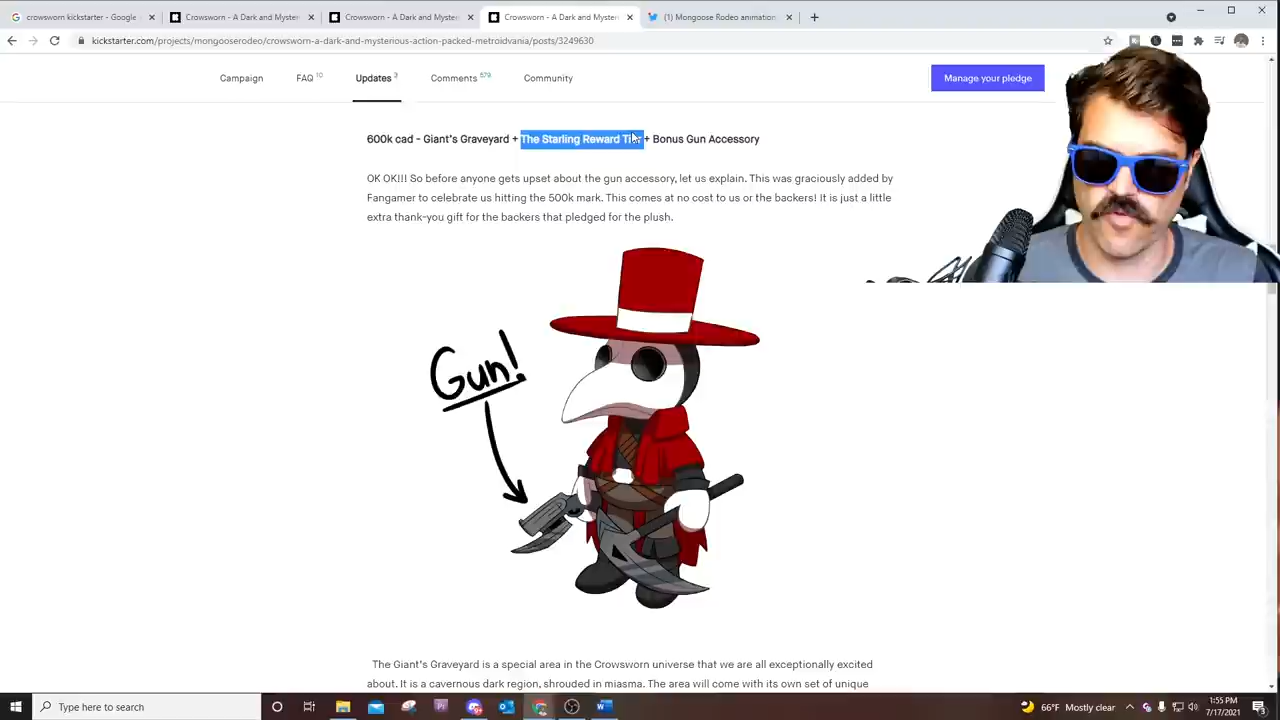 crowsworn kickstarter - Google
Crowsworn - A Dark and Myster
Crowsworn - A Dark and Myster
Crowsworn - A Dark and Myster
(1) Mongoose Rodeo animation
kickstarter.com/projects/mongooserodeo/crowsworn-a-dark-and-mysterious-action-packed-metroidvania/posts/3249630
Campaign
FAQ 10
Updates 3
Comments 679
Community
Manage your pledge
600k cad - Giant's Graveyard + The Starling Reward + Bonus Gun Accessory
OK OK!!! So before anyone gets upset about the gun accessory, let us explain. This was graciously added by
Fangamer to celebrate us hitting the 500k mark. This comes at no cost to us or the backers! It is just a little
extra thank-you gift for the backers that pledged for the plush.
Gun!
The Giant's Graveyard is a special area in the Crowsworn universe that we are all exceptionally excited
about. It is a cavernous dark region, shrouded in miasma. The area will come with its own set of unique
Type here to search
66°F Mostly clear
1:55 PM
7/17/2021